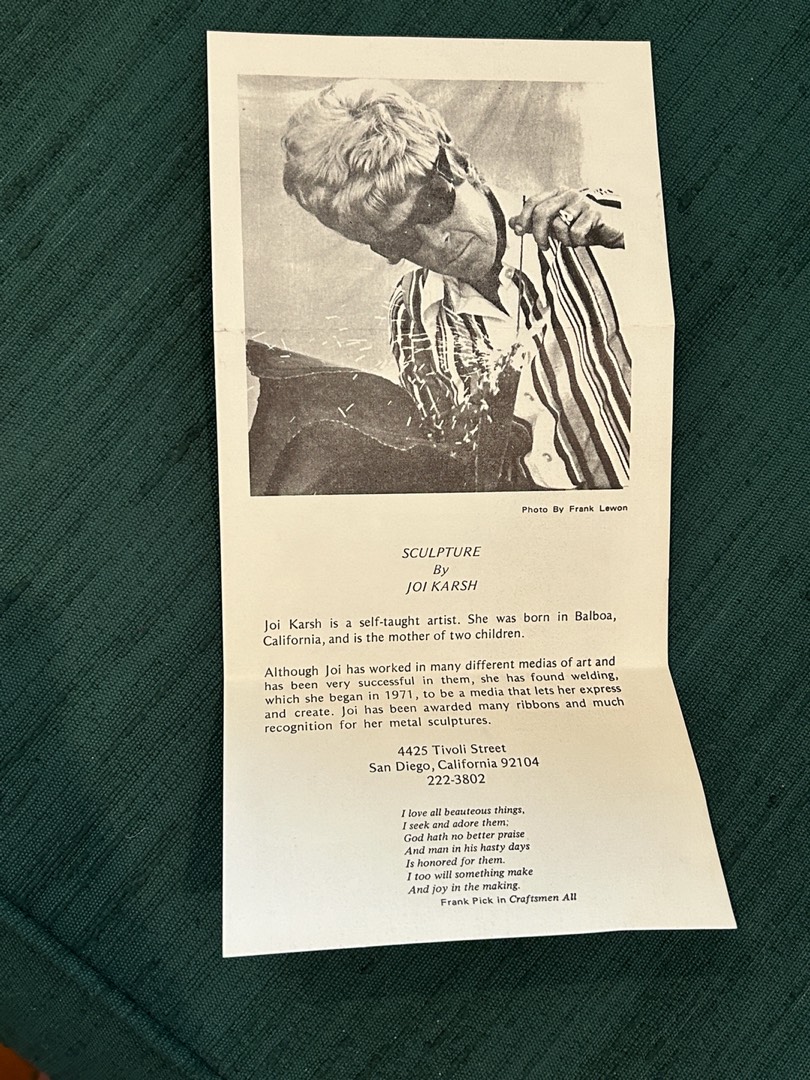 Photo By Frank Lewon
SCULPTURE
By
JOI KARSH
Joi Karsh is a self-taught artist. She was born in Balboa,
California, and is the mother of two children.
Although Joi has worked in many different medias of art and
has been very successful in them, she has found welding,
which she began in 1971, to be a media that lets her express
and create. Joi has been awarded many ribbons and much
recognition for her metal sculptures.
4425 Tivoli Street
San Diego, California 92104
222-3802
I love all beauteous things,
I seek and adore them;
God hath no better praise
And man in his hasty days
Is honored for them.
I too will something make
And joy in the making.
Frank Pick in Craftsmen All